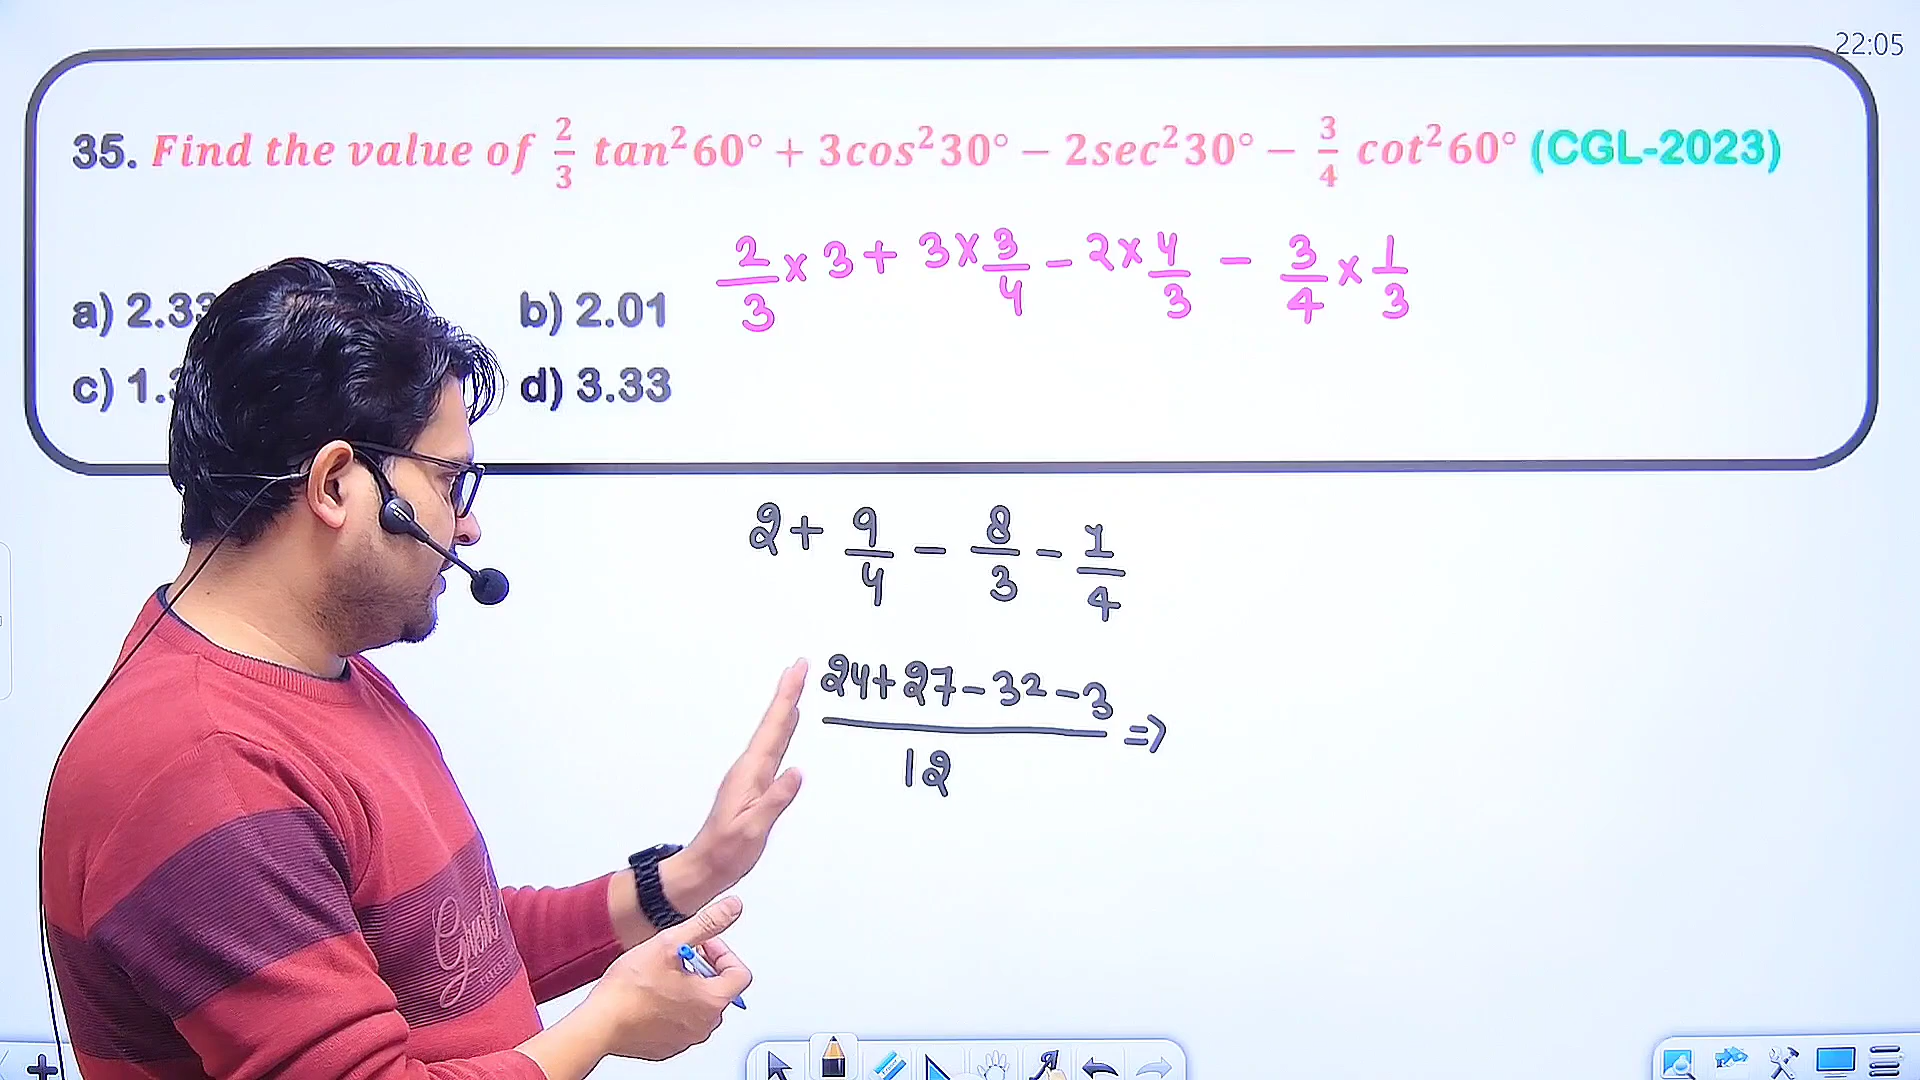 22:05
35. Find the value of 2/3 tan²60° + 3cos²30° − 2sec²30° − 3/4 cot²60° (CGL-2023)
2/3 × 3 + 3 × 3/4 − 2 × 4/3 − 3/4 × 1/3
a) 2.33 b) 2.01
c) 1. d) 3.33
2 + 9/4 − 8/3 − 1/4
24+27−32−3/12 ⇒